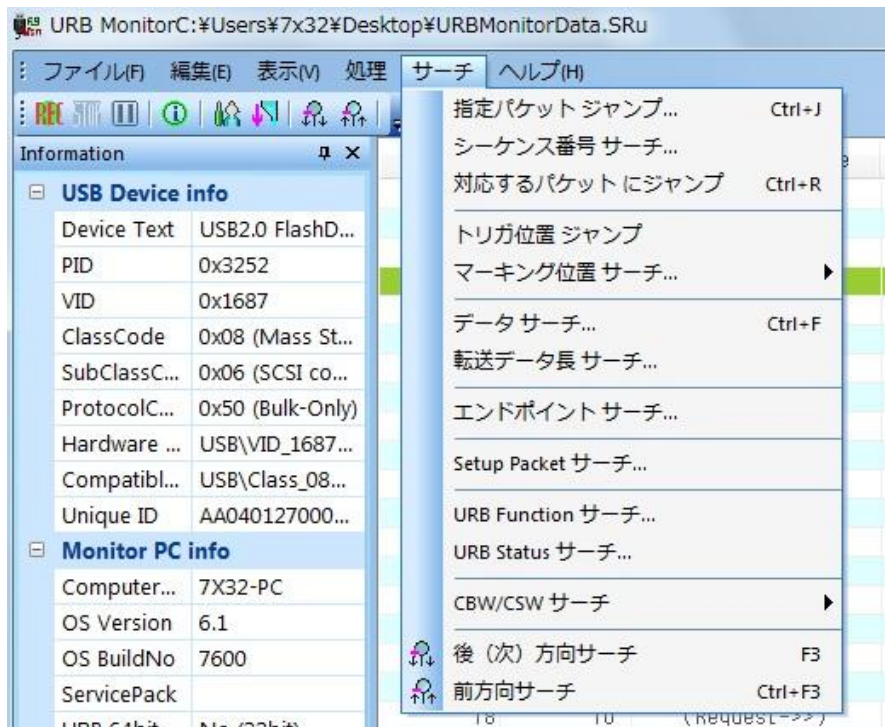 URB MonitorC:¥Users¥7x32¥Desktop¥URBMonitorData.SRu
ファイル(F) 編集(E) 表示(V) 処理 サーチ ヘルプ(H)
REC
Information
USB Device info
Device Text USB2.0 FlashD...
PID 0x3252
VID 0x1687
ClassCode 0x08 (Mass St...
SubClassC... 0x06 (SCSI co...
ProtocolC... 0x50 (Bulk-Only)
Hardware ... USB\VID_1687...
Compatibl... USB\Class_08...
Unique ID AA040127000...
Monitor PC info
Computer... 7X32-PC
OS Version 6.1
OS BuildNo 7600
ServicePack
指定パケット ジャンプ... Ctrl+J
シーケンス番号 サーチ...
対応するパケット にジャンプ Ctrl+R
トリガ位置 ジャンプ
マーキング位置 サーチ...
データ サーチ... Ctrl+F
転送データ長 サーチ...
エンドポイント サーチ...
Setup Packet サーチ...
URB Function サーチ...
URB Status サーチ...
CBW/CSW サーチ
後（次）方向サーチ F3
前方向サーチ Ctrl+F3